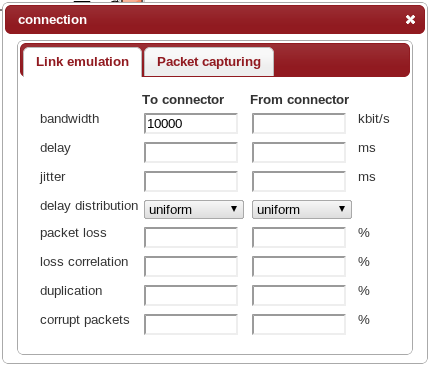 connection ✖
Link emulation Packet capturing
To connector From connector
bandwidth 10000 kbit/s
delay ms
jitter ms
delay distribution uniform uniform
packet loss %
loss correlation %
duplication %
corrupt packets %